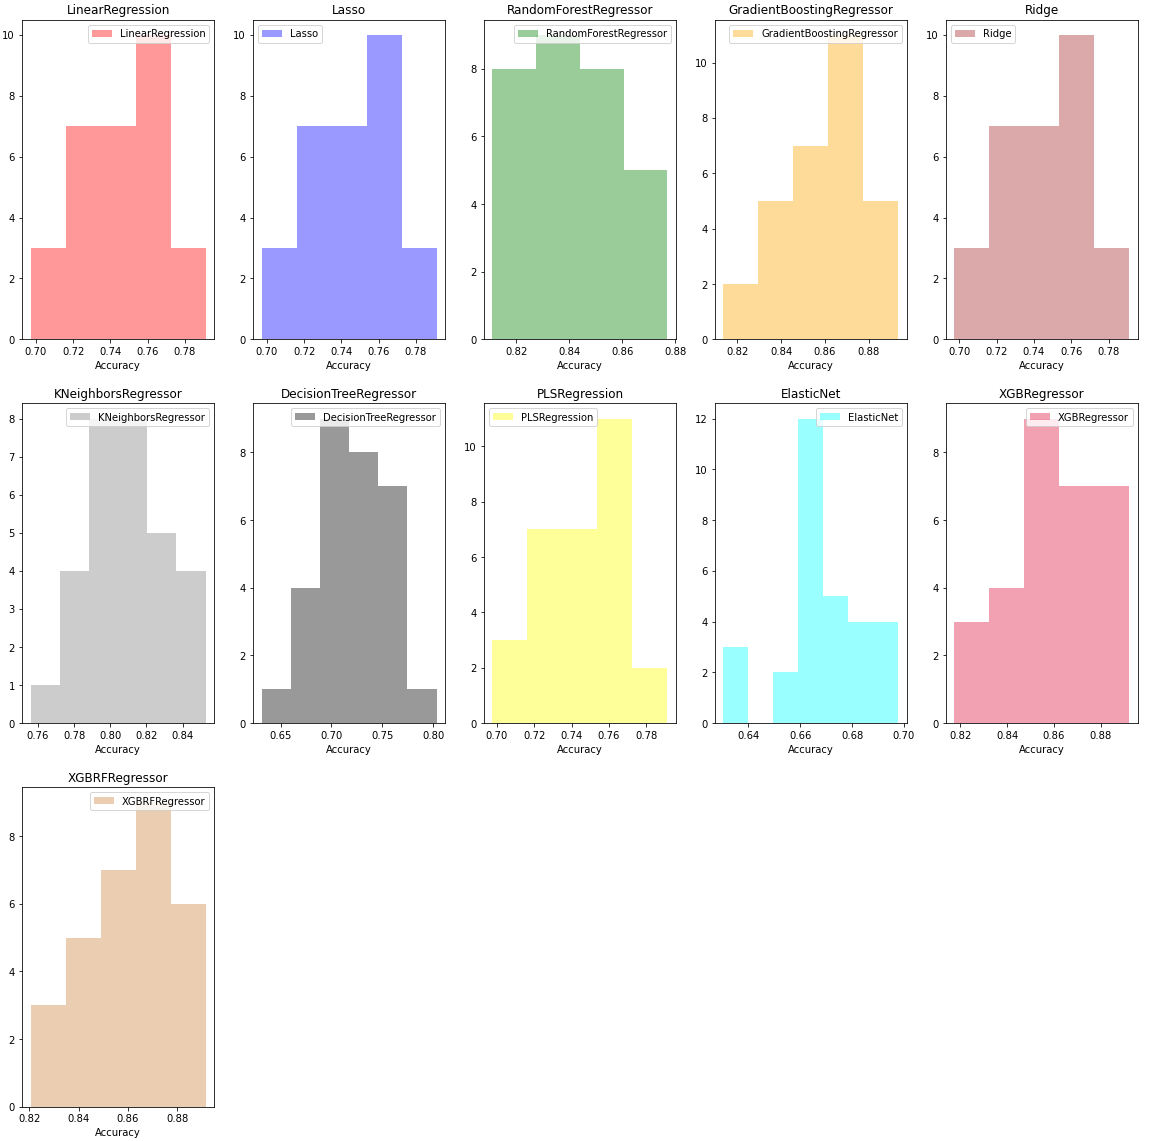 LinearRegression
LinearRegression
10
8
6
4
2
0
0.70 0.72 0.74 0.76 0.78
Accuracy
Lasso
Lasso
10
8
6
4
2
0
0.70 0.72 0.74 0.76 0.78
Accuracy
RandomForestRegressor
RandomForestRegressor
8
6
4
2
0
0.82 0.84 0.86 0.88
Accuracy
GradientBoostingRegressor
GradientBoostingRegressor
10
8
6
4
2
0
0.82 0.84 0.86 0.88
Accuracy
Ridge
Ridge
10
8
6
4
2
0
0.70 0.72 0.74 0.76 0.78
Accuracy
KNeighborsRegressor
KNeighborsRegressor
8
7
6
5
4
3
2
1
0
0.76 0.78 0.80 0.82 0.84
Accuracy
DecisionTreeRegressor
DecisionTreeRegressor
8
6
4
2
0
0.65 0.70 0.75 0.80
Accuracy
PLSRegression
PLSRegression
10
8
6
4
2
0
0.70 0.72 0.74 0.76 0.78
Accuracy
ElasticNet
ElasticNet
12
10
8
6
4
2
0
0.64 0.66 0.68 0.70
Accuracy
XGBRegressor
XGBRegressor
8
6
4
2
0
0.82 0.84 0.86 0.88
Accuracy
XGBRFRegressor
XGBRFRegressor
8
6
4
2
0
0.82 0.84 0.86 0.88
Accuracy